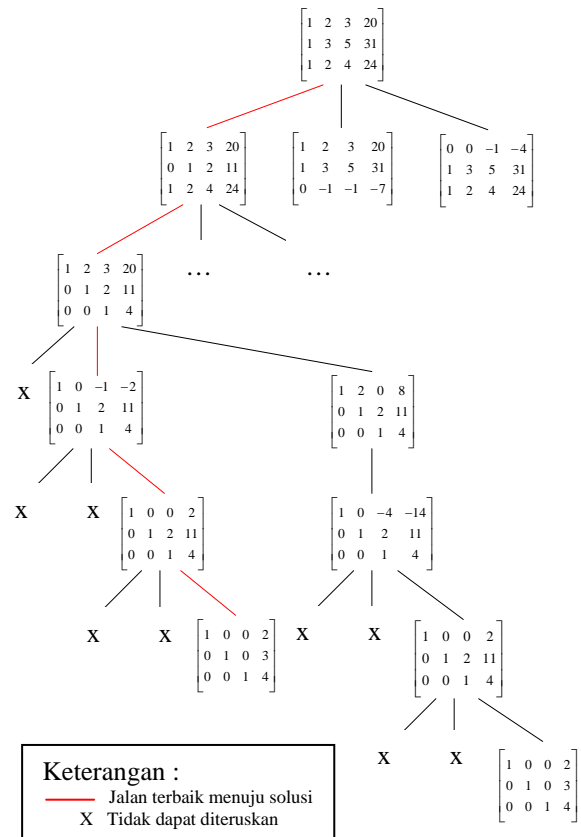 1 2 3 20
1 3 5 31
1 2 4 24
1 2 3 20
0 1 2 11
1 2 4 24
1 2 3 20
1 3 5 31
0 −1 −1 −7
0 0 −1 −4
1 3 5 31
1 2 4 24
1 2 3 20
0 1 2 11
0 0 1 4
...
...
x
1 0 −1 −2
0 1 2 11
0 0 1 4
1 2 0 8
0 1 2 11
0 0 1 4
x
x
1 0 0 2
0 1 2 11
0 0 1 4
1 0 −4 −14
0 1 2 11
0 0 1 4
x
x
1 0 0 2
0 1 0 3
0 0 1 4
x
x
1 0 0 2
0 1 2 11
0 0 1 4
x
x
1 0 0 2
0 1 0 3
0 0 1 4
Keterangan :
Jalan terbaik menuju solusi
X Tidak dapat diteruskan